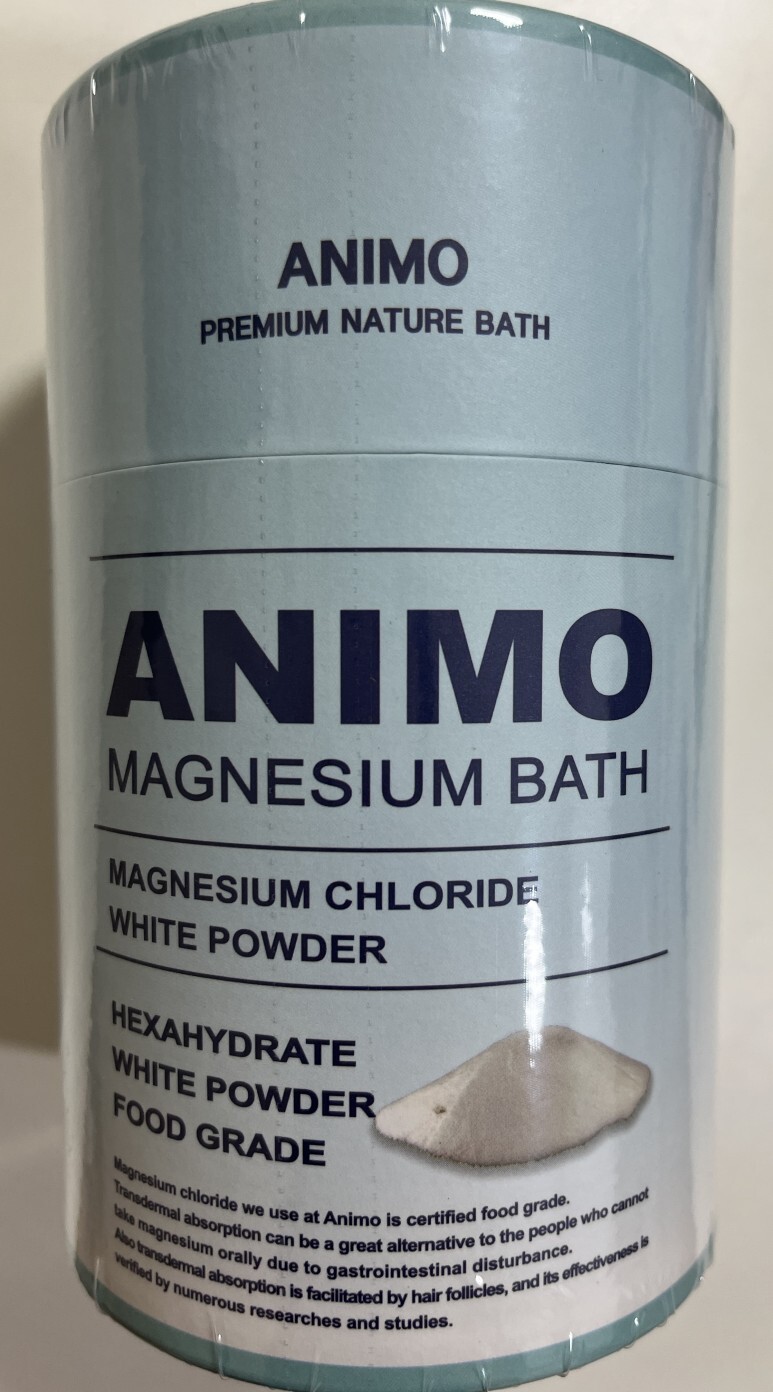 ANIMO
PREMIUM NATURE BATH
ANIMO
MAGNESIUM BATH
MAGNESIUM CHLORIDE
WHITE POWDER
HEXAHYDRATE
WHITE POWDER
FOOD GRADE
Magnesium chloride we use at Animo is certified food grade.
Transdermal absorption can be a great alternative to the people who cannot
take magnesium orally due to gastrointestinal disturbance.
Also transdermal absorption is facilitated by hair follicles, and its effectiveness is
verified by numerous researches and studies.